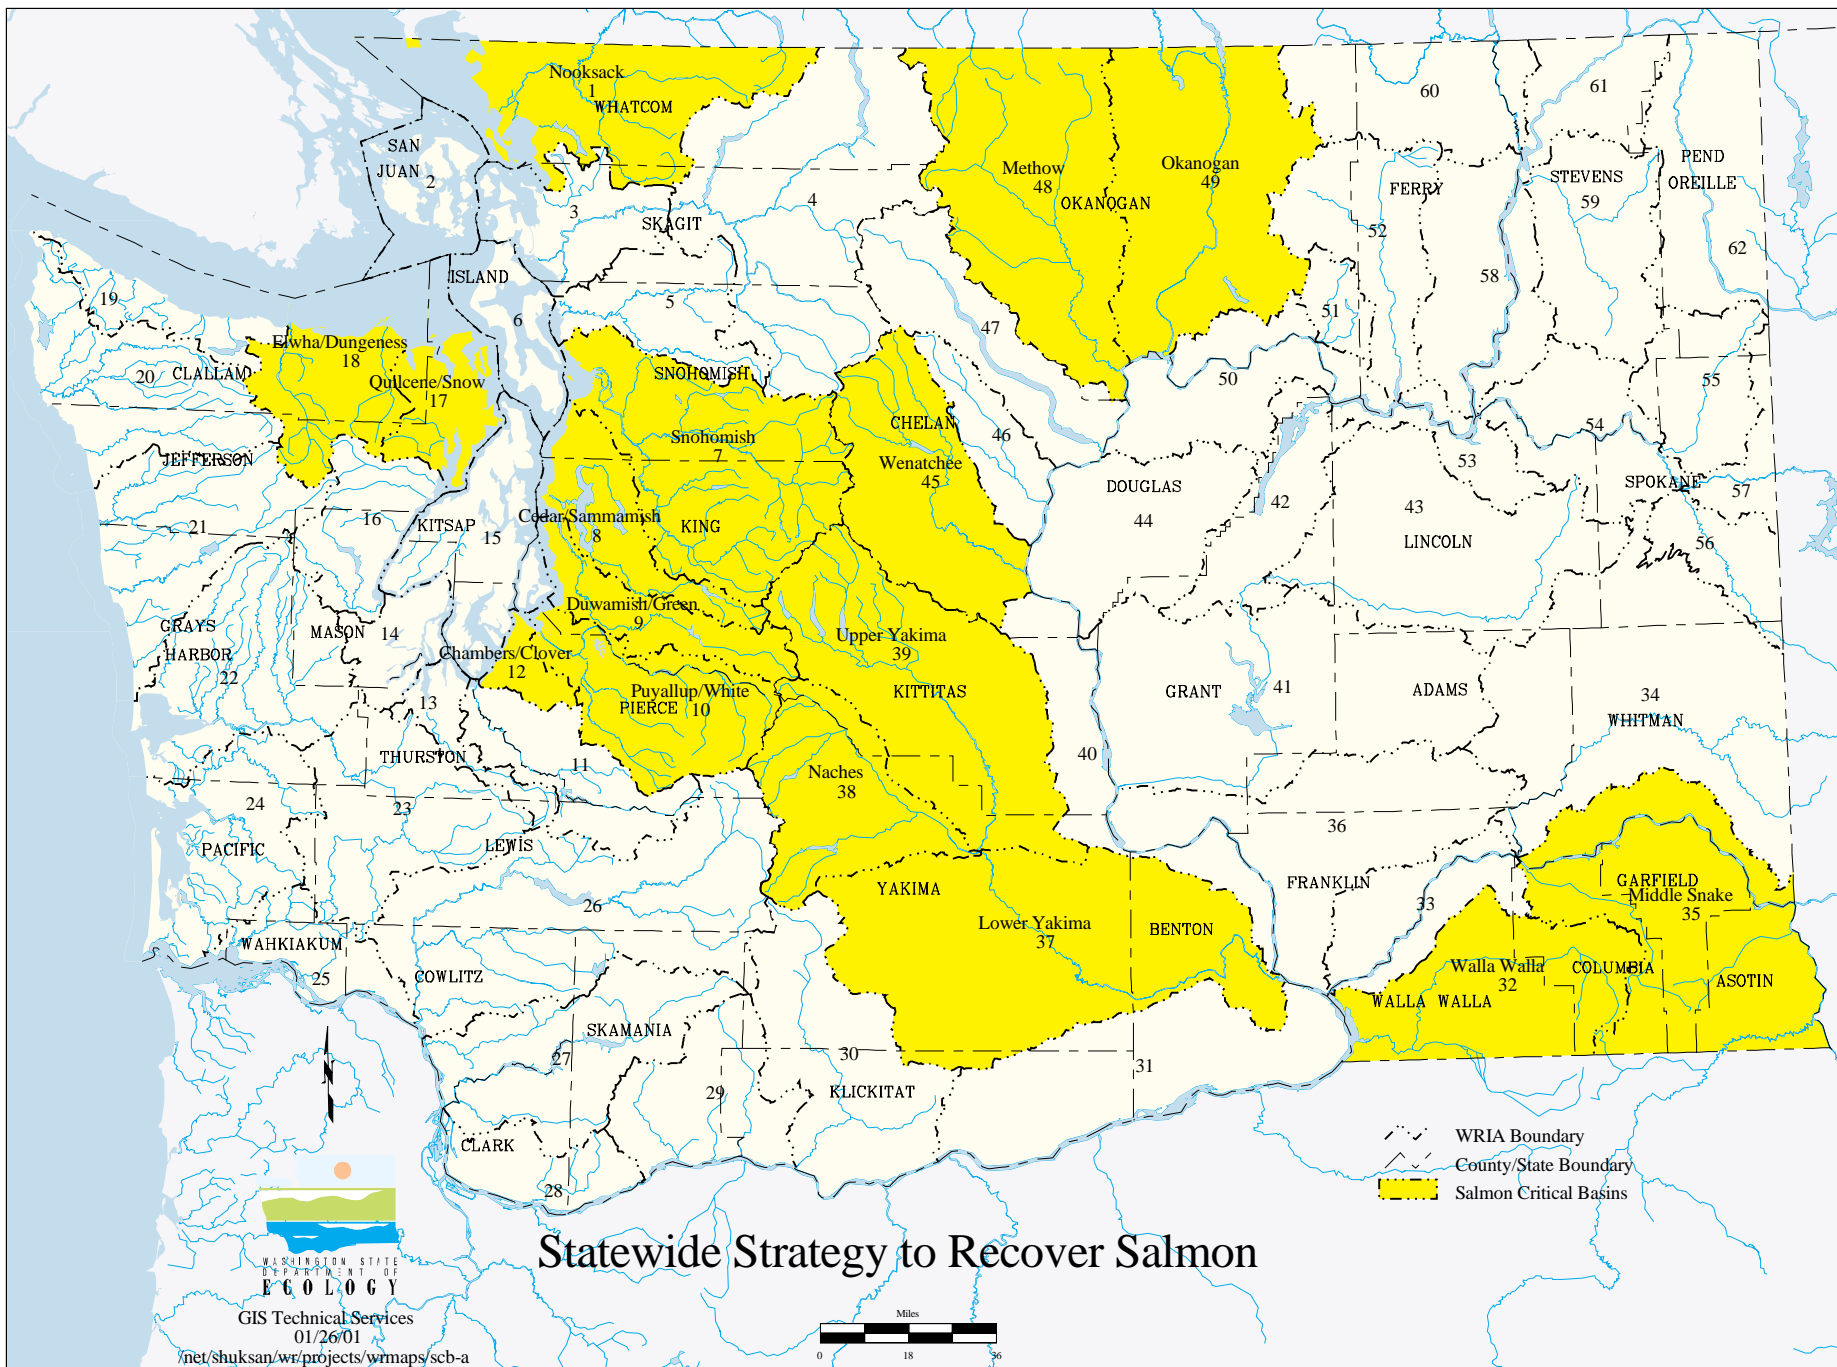 Nooksack
1
WHATCOM
SAN
JUAN 2
3
SKAGIT
4
Methow
48
OKANOGAN
Okanogan
49
60
61
FERRY
52
STEVENS
59
PEND
OREILLE
62
58
51
ISLAND
6
5
47
50
19
20
CLALLAM
Elwha/Dungeness
18
Quilcene/Snow
17
SNOHOMISH
CHELAN
46
55
54
JEFFERSON
Snohomish
7
Wenatchee
45
DOUGLAS
44
42
43
LINCOLN
53
SPOKANE
57
56
21
16
KITSAP
15
Cedar/Sammamish
8
KING
GRAYS
HARBOR
22
MASON
14
Duwamish/Green
9
Chambers/Clover
12
Upper Yakima
39
KITTITAS
Puyallup/White
PIERCE 10
GRANT
41
ADAMS
34
WHITMAN
13
THURSTON
11
40
Naches
38
24
23
PACIFIC
LEWIS
36
YAKIMA
FRANKLIN
33
GARFIELD
Middle Snake
35
26
Lower Yakima
37
BENTON
WAHKIAKUM
25
COWLITZ
Walla Walla
32
COLUMBIA
ASOTIN
WALLA WALLA
SKAMANIA
27
30
31
29
KLICKITAT
CLARK
28
WRIA Boundary
County/State Boundary
Salmon Critical Basins
N
Statewide Strategy to Recover Salmon
WASHINGTON STATE
DEPARTMENT OF
ECOLOGY
GIS Technical Services
01/26/01
/net/shuksan/wr/projects/wrmaps/scb-a
Miles
0 18 36